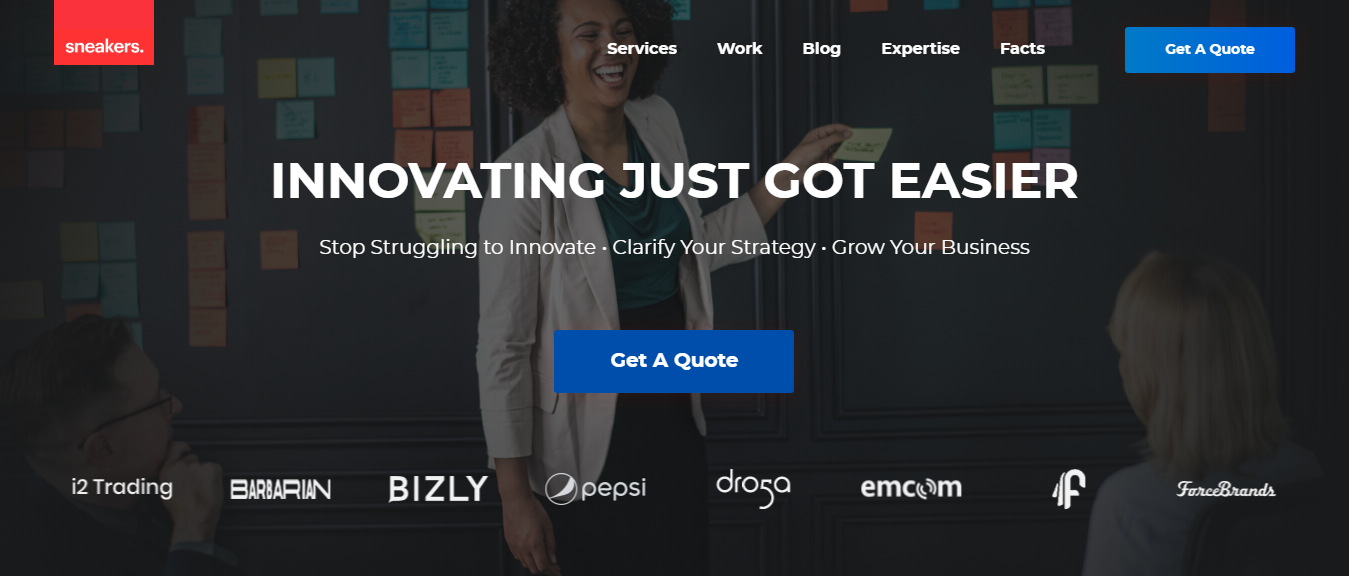 sneakers.
Services Work Blog Expertise Facts Get A Quote
INNOVATING JUST GOT EASIER
Stop Struggling to Innovate • Clarify Your Strategy • Grow Your Business
Get A Quote
i2 Trading BARBARIAN BIZLY pepsi droga emcom F ForceBrands